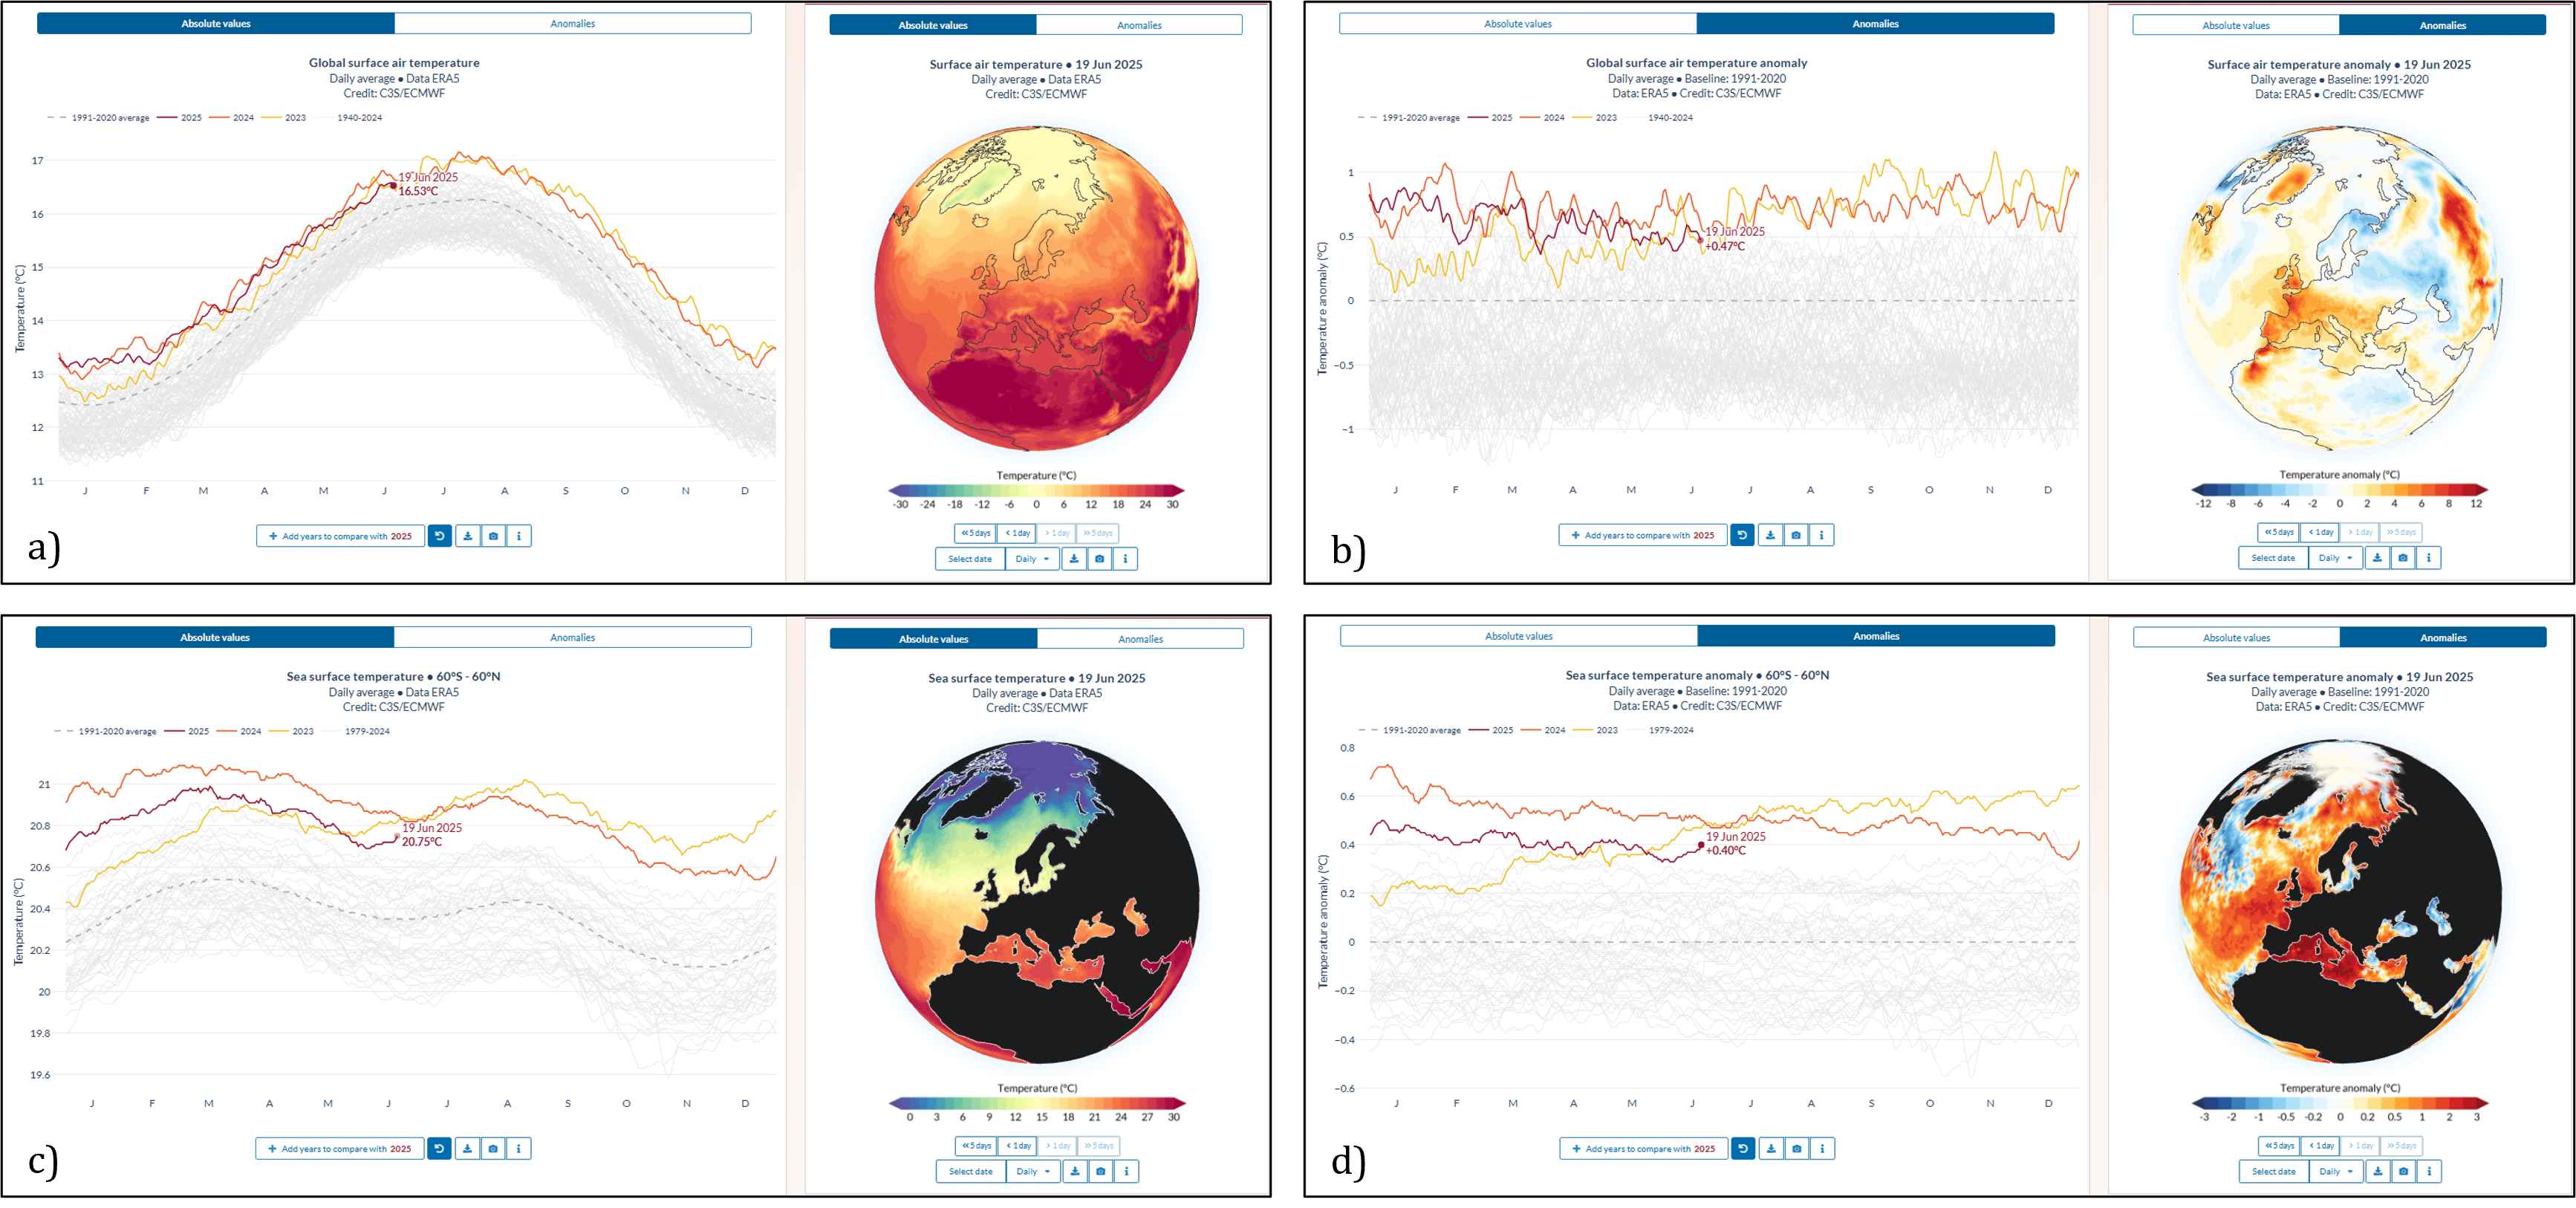 Absolute values Anomalies
Global surface air temperature
Daily average ● Data ERA5
Credit: C3S/ECMWF
1991-2020 average 2025 2024 2023 1940-2024
Temperature (°C)
17
16
15
14
13
12
11
19 Jun 2025
16.53°C
J F M A M J J A S O N D
+ Add years to compare with 2025
a)
Absolute values Anomalies
Surface air temperature ● 19 Jun 2025
Daily average ● Data ERA5
Credit: C3S/ECMWF
Temperature (°C)
-30 -24 -18 -12 -6 0 6 12 18 24 30
«5 days <1 day >1 day »5 days
Select date Daily
Absolute values Anomalies
Global surface air temperature anomaly
Daily average ● Baseline: 1991-2020
Data: ERA5 ● Credit: C3S/ECMWF
1991-2020 average 2025 2024 2023 1940-2024
Temperature anomaly (°C)
1
0.5
0
−0.5
−1
19 Jun 2025
+0.47°C
J F M A M J J A S O N D
+ Add years to compare with 2025
b)
Absolute values Anomalies
Surface air temperature anomaly ● 19 Jun 2025
Daily average ● Baseline: 1991-2020
Data: ERA5 ● Credit: C3S/ECMWF
Temperature anomaly (°C)
-12 -8 -6 -4 -2 0 2 4 6 8 12
«5 days <1 day >1 day »5 days
Select date Daily
Absolute values Anomalies
Sea surface temperature ● 60°S - 60°N
Daily average ● Data ERA5
Credit: C3S/ECMWF
1991-2020 average 2025 2024 2023 1979-2024
Temperature (°C)
21
20.8
20.6
20.4
20.2
20
19.8
19.6
19 Jun 2025
20.75°C
J F M A M J J A S O N D
+ Add years to compare with 2025
c)
Absolute values Anomalies
Sea surface temperature ● 19 Jun 2025
Daily average ● Data ERA5
Credit: C3S/ECMWF
Temperature (°C)
0 3 6 9 12 15 18 21 24 27 30
«5 days <1 day >1 day »5 days
Select date Daily
Absolute values Anomalies
Sea surface temperature anomaly ● 60°S - 60°N
Daily average ● Baseline: 1991-2020
Data: ERA5 ● Credit: C3S/ECMWF
1991-2020 average 2025 2024 2023 1979-2024
Temperature anomaly (°C)
0.8
0.6
0.4
0.2
0
−0.2
−0.4
−0.6
19 Jun 2025
+0.40°C
J F M A M J J A S O N D
+ Add years to compare with 2025
d)
Absolute values Anomalies
Sea surface temperature anomaly ● 19 Jun 2025
Daily average ● Baseline: 1991-2020
Data: ERA5 ● Credit: C3S/ECMWF
Temperature anomaly (°C)
-3 -2 -1 -0.5 -0.2 0 0.2 0.5 1 2 3
«5 days <1 day >1 day »5 days
Select date Daily